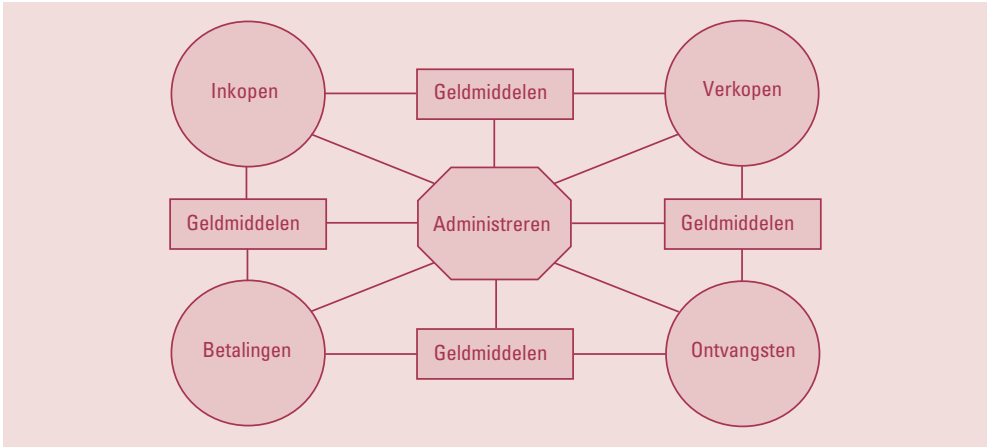 Inkopen
Geldmiddelen
Verkopen
Geldmiddelen
Administreren
Geldmiddelen
Betalingen
Geldmiddelen
Ontvangsten